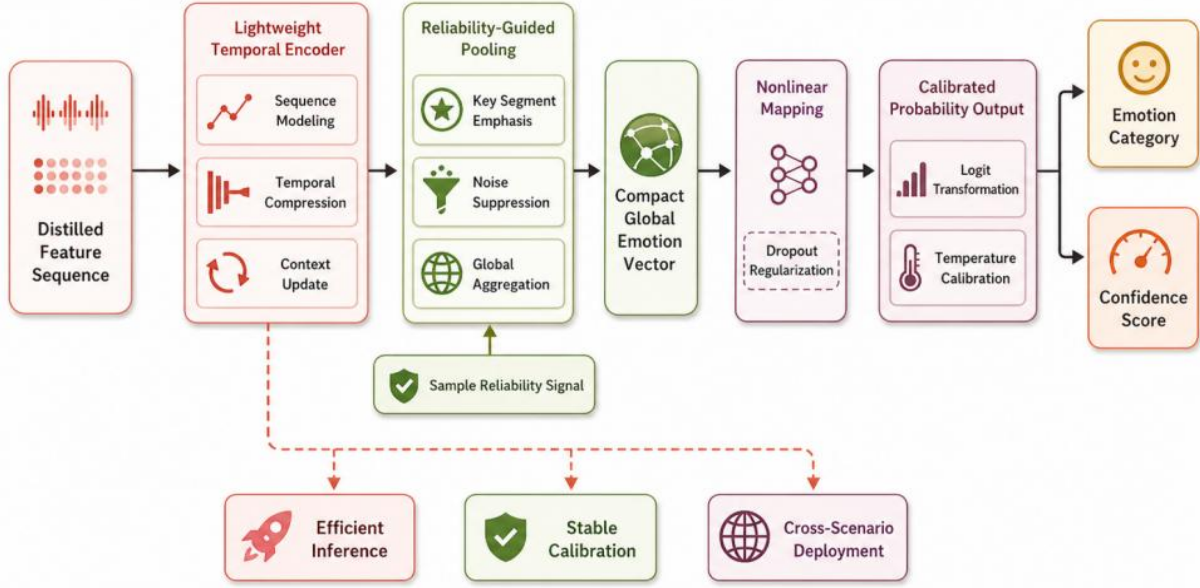 Distilled
Feature
Sequence
Lightweight
Temporal Encoder
Sequence
Modeling
Temporal
Compression
Context
Update
Reliability-Guided
Pooling
Key Segment
Emphasis
Noise
Suppression
Global
Aggregation
Sample Reliability Signal
Compact
Global
Emotion
Vector
Nonlinear
Mapping
Dropout
Regularization
Calibrated
Probability Output
Logit
Transformation
Temperature
Calibration
Emotion
Category
Confidence
Score
Efficient
Inference
Stable
Calibration
Cross-Scenario
Deployment